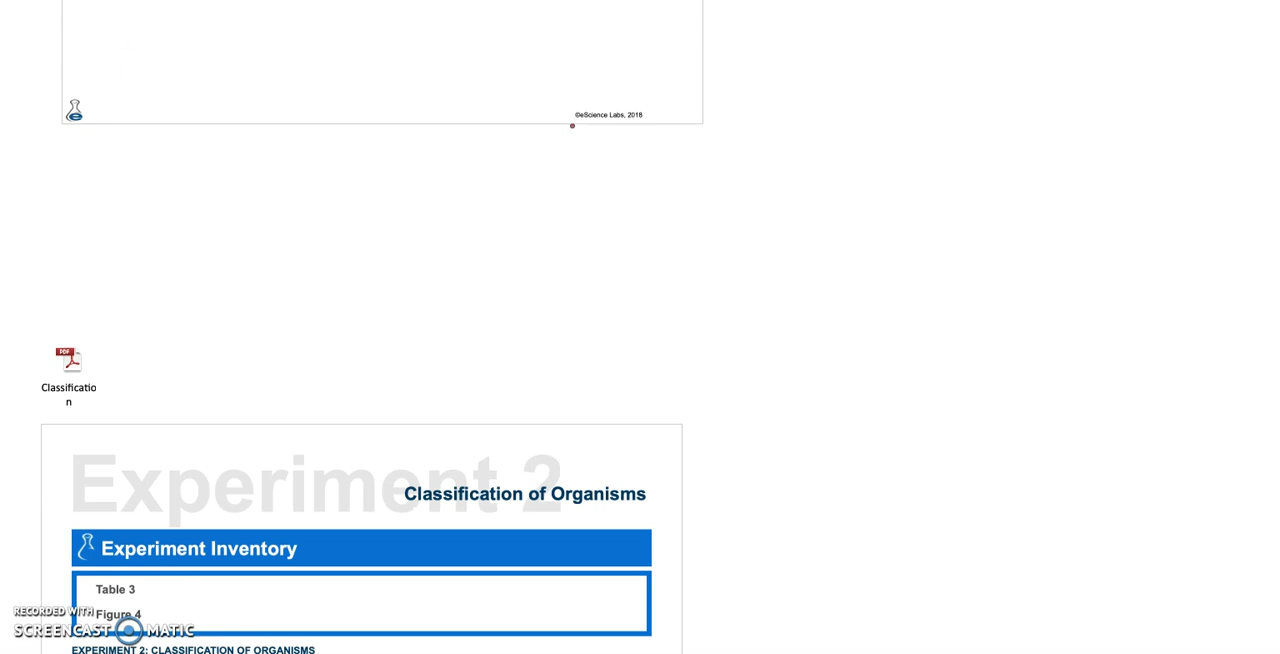 ©eScience Labs, 2018
PDF
Classificatio
n
Experiment 2
Classification of Organisms
Experiment Inventory
Table 3
Figure 4
RECORDED WITH
SCREENCAST MATIC
EXPERIMENT 2: CLASSIFICATION OF ORGANISMS